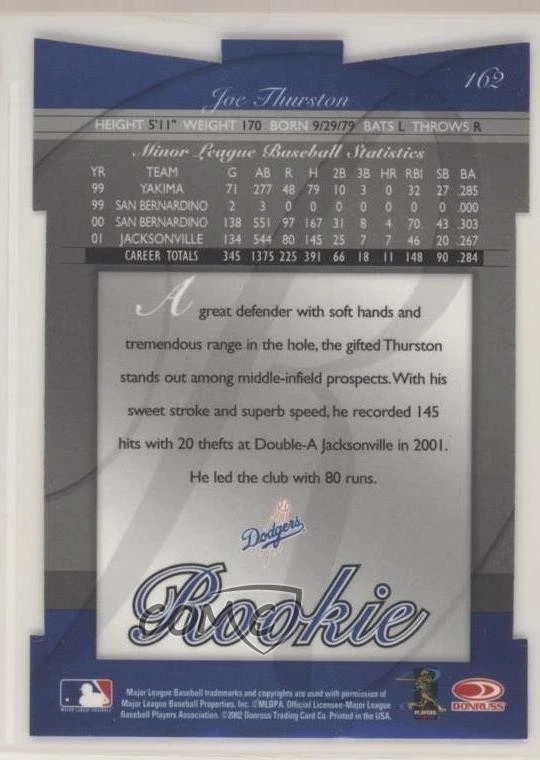 162
Joe Thurston
HEIGHT 5'11" WEIGHT 170 BORN 9/29/79 BATS L THROWS R
Minor League Baseball Statistics
YR TEAM G AB R H 2B 3B HR RBI SB BA
99 YAKIMA 71 277 48 79 10 3 0 32 27 .285
99 SAN BERNARDINO 2 3 0 0 0 0 0 0 0 .000
00 SAN BERNARDINO 138 551 97 167 31 8 4 70 43 .303
01 JACKSONVILLE 134 544 80 145 25 7 7 46 20 .267
CAREER TOTALS 345 1375 225 391 66 18 11 148 90 .284
A great defender with soft hands and
tremendous range in the hole, the gifted Thurston
stands out among middle-infield prospects. With his
sweet stroke and superb speed, he recorded 145
hits with 20 thefts at Double-A Jacksonville in 2001.
He led the club with 80 runs.
Dodgers
Rookie
COMC
Major League Baseball trademarks and copyrights are used with permission of
Major League Baseball Properties, Inc. ©MLBPA. Official Licensee-Major League
Baseball Players Association. ©2002 Donruss Trading Card Co. Printed in the USA.
MAJOR LEAGUE BASEBALL
PLAYERS
DONRUSS